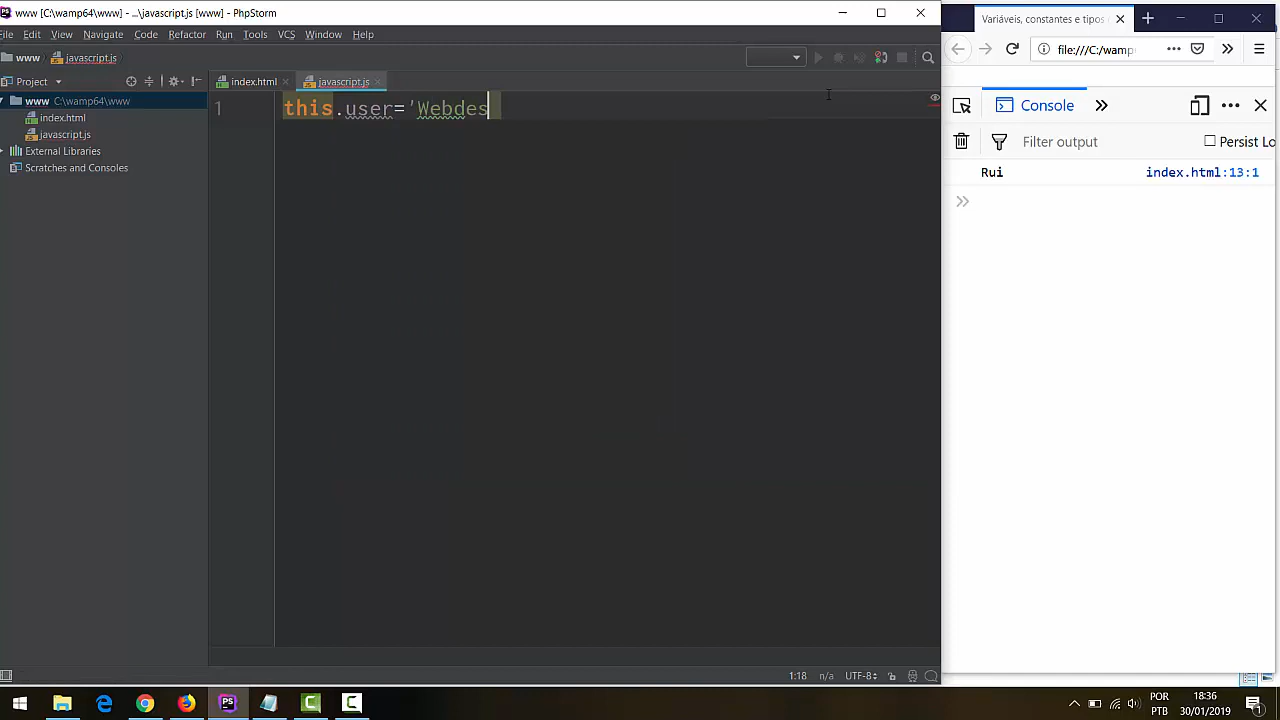 www [C:\wamp64\www] - ...\javascript.js [www] - PhpStorm
Edit View Navigate Code Refactor Run Tools VCS Window Help
www javascript.js
Project
index.html
javascript.js
www C:\wamp64\www
index.html
javascript.js
External Libraries
Scratches and Consoles
1 this.user='Webdes
1:18 n/a UTF-8
Variáveis, constantes e tipos
file:///C:/wamp
Console
Filter output
Persist Lo
Rui index.html:13:1
POR
PTB
18:36
30/01/2019